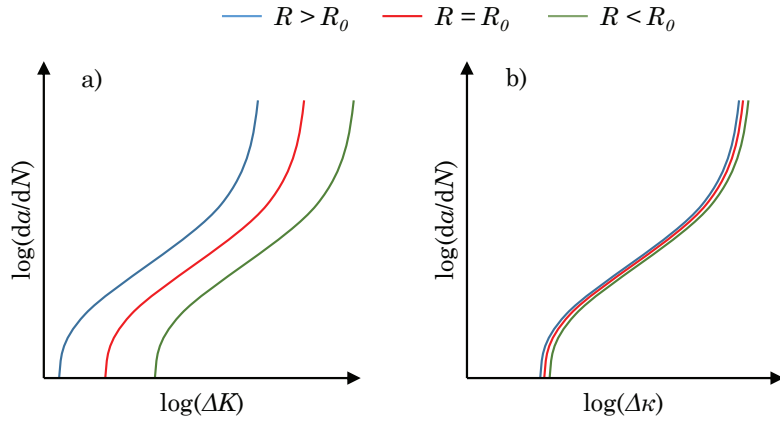 R > R₀ R = R₀ R < R₀
a)
log(da/dN)
log(ΔK)
b)
log(da/dN)
log(Δκ)